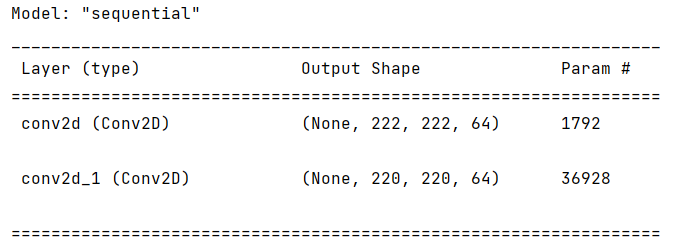 Model: "sequential"
_________________________________________________________________
Layer (type) Output Shape Param #
=================================================================
conv2d (Conv2D) (None, 222, 222, 64) 1792
conv2d_1 (Conv2D) (None, 220, 220, 64) 36928
=================================================================